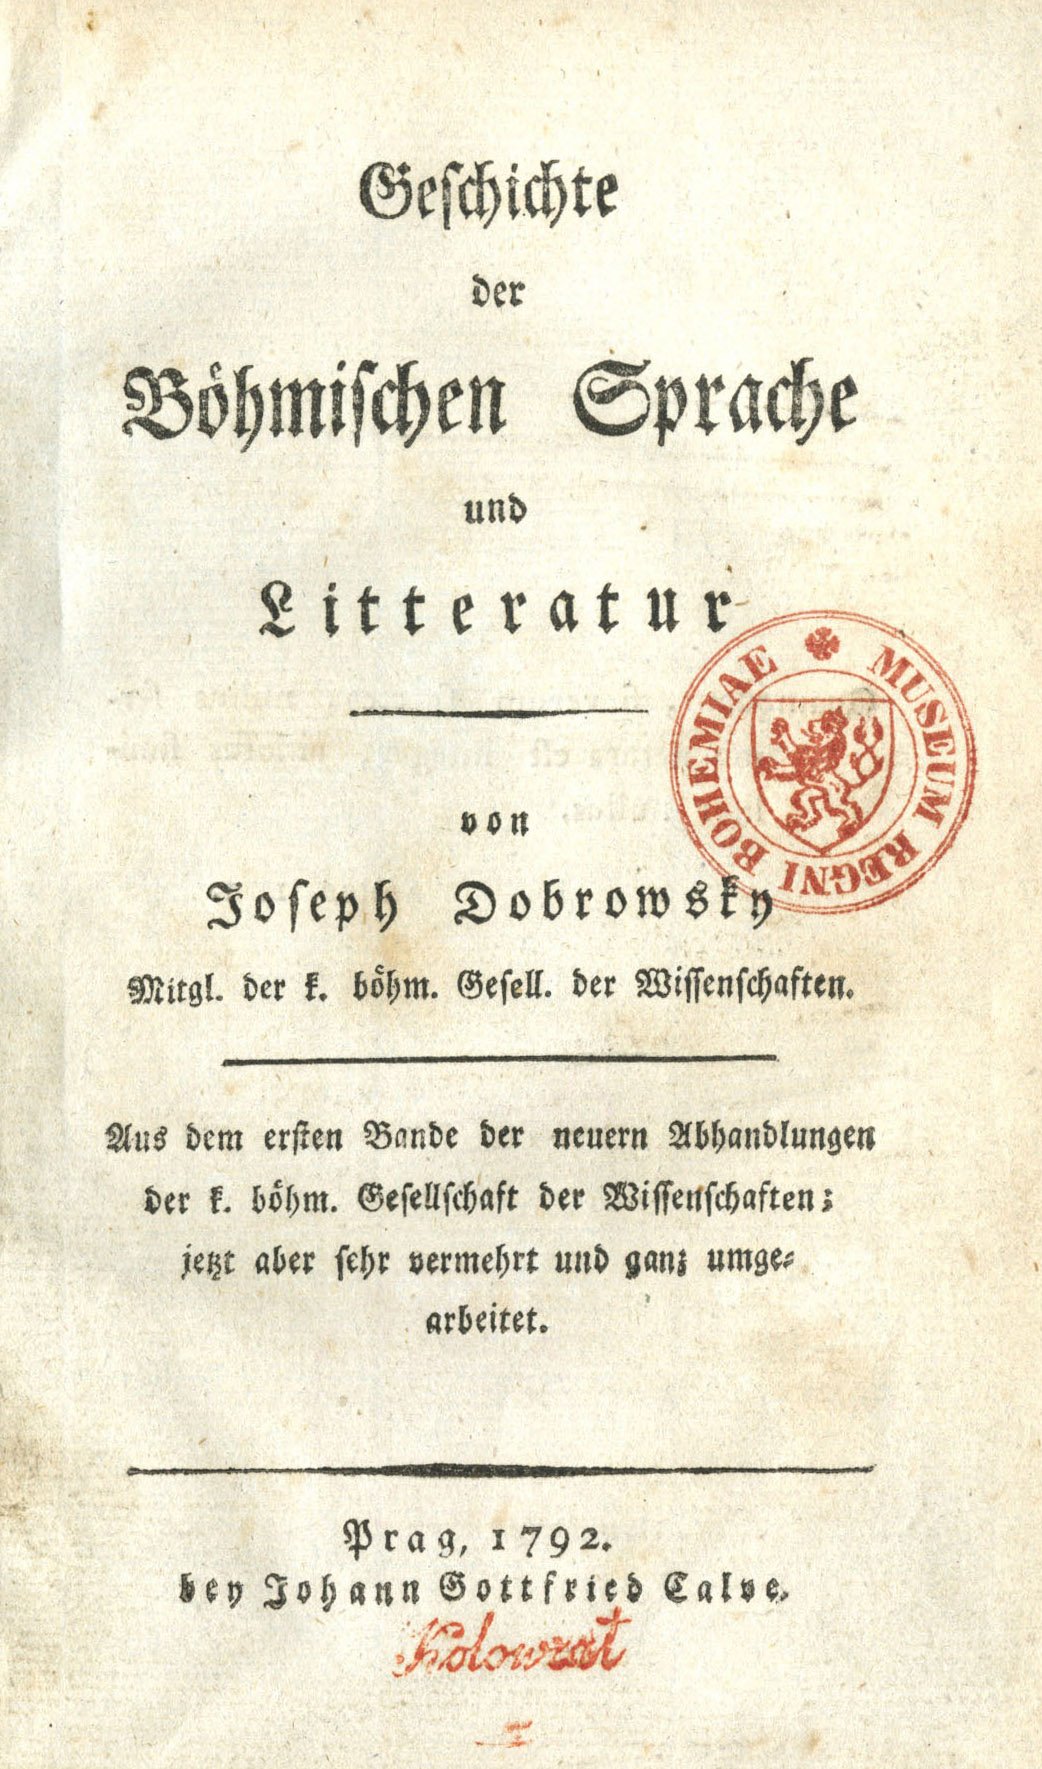 Geſchichte
der
Böhmiſchen Sprache
und
Litteratur
von
Joſeph Dobrowsky
Mitgl. der k. böhm. Geſell. der Wiſſenſchaften.
Aus dem erſten Bande der neuern Abhandlungen
der k. böhm. Geſellſchaft der Wiſſenſchaften;
jetzt aber ſehr vermehrt und ganz umge-
arbeitet.
Prag, 1792.
bey Johann Gottfried Calve.
Kolowrat
MUSEUM REGNI BOHEMIAE